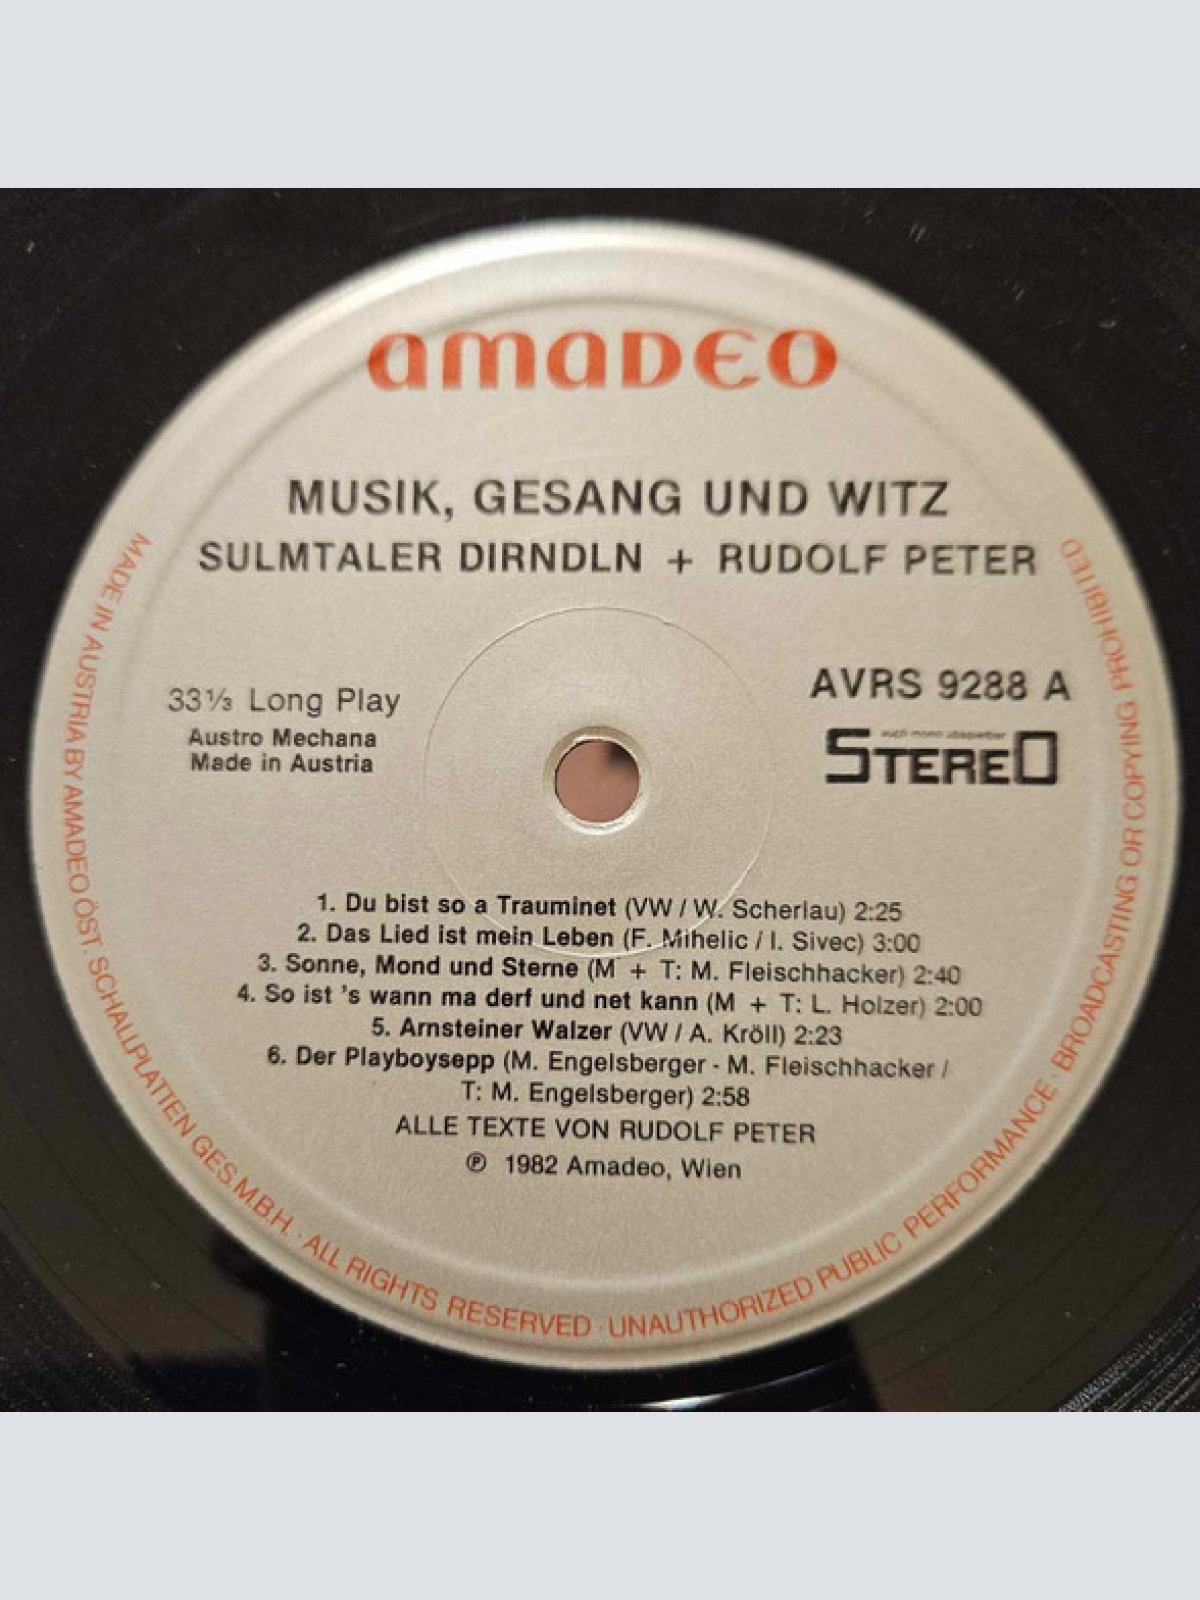 amadeo
MUSIK, GESANG UND WITZ
SULMTALER DIRNDLN + RUDOLF PETER
33⅓ Long Play
Austro Mechana
Made in Austria
AVRS 9288 A
auch mono abspielbar
STEREO
1. Du bist so a Trauminet (VW / W. Scherlau) 2:25
2. Das Lied ist mein Leben (F. Mihelic / I. Sivec) 3:00
3. Sonne, Mond und Sterne (M + T: M. Fleischhacker) 2:40
4. So ist 's wann ma derf und net kann (M + T: L. Holzer) 2:00
5. Arnsteiner Walzer (VW / A. Kröll) 2:23
6. Der Playboysepp (M. Engelsberger - M. Fleischhacker /
T: M. Engelsberger) 2:58
ALLE TEXTE VON RUDOLF PETER
℗ 1982 Amadeo, Wien
MADE IN AUSTRIA BY AMADEO ÖST. SCHALLPLATTEN GES.M.B.H. · ALL RIGHTS RESERVED · UNAUTHORIZED PUBLIC PERFORMANCE · BROADCASTING OR COPYING PROHIBITED